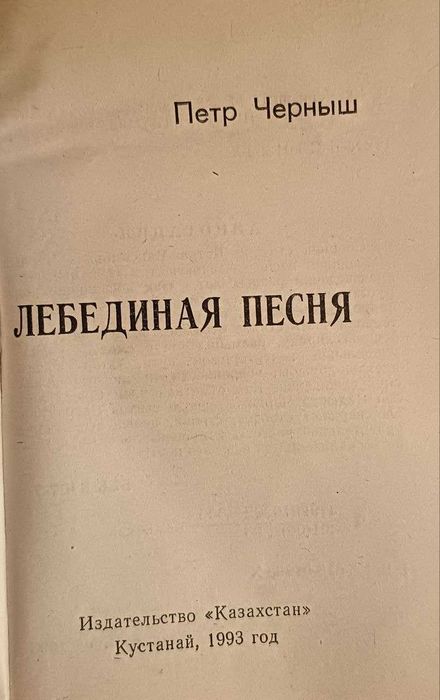 Петр Черныш
ЛЕБЕДИНАЯ ПЕСНЯ
Издательство «Казахстан»
Кустанай, 1993 год